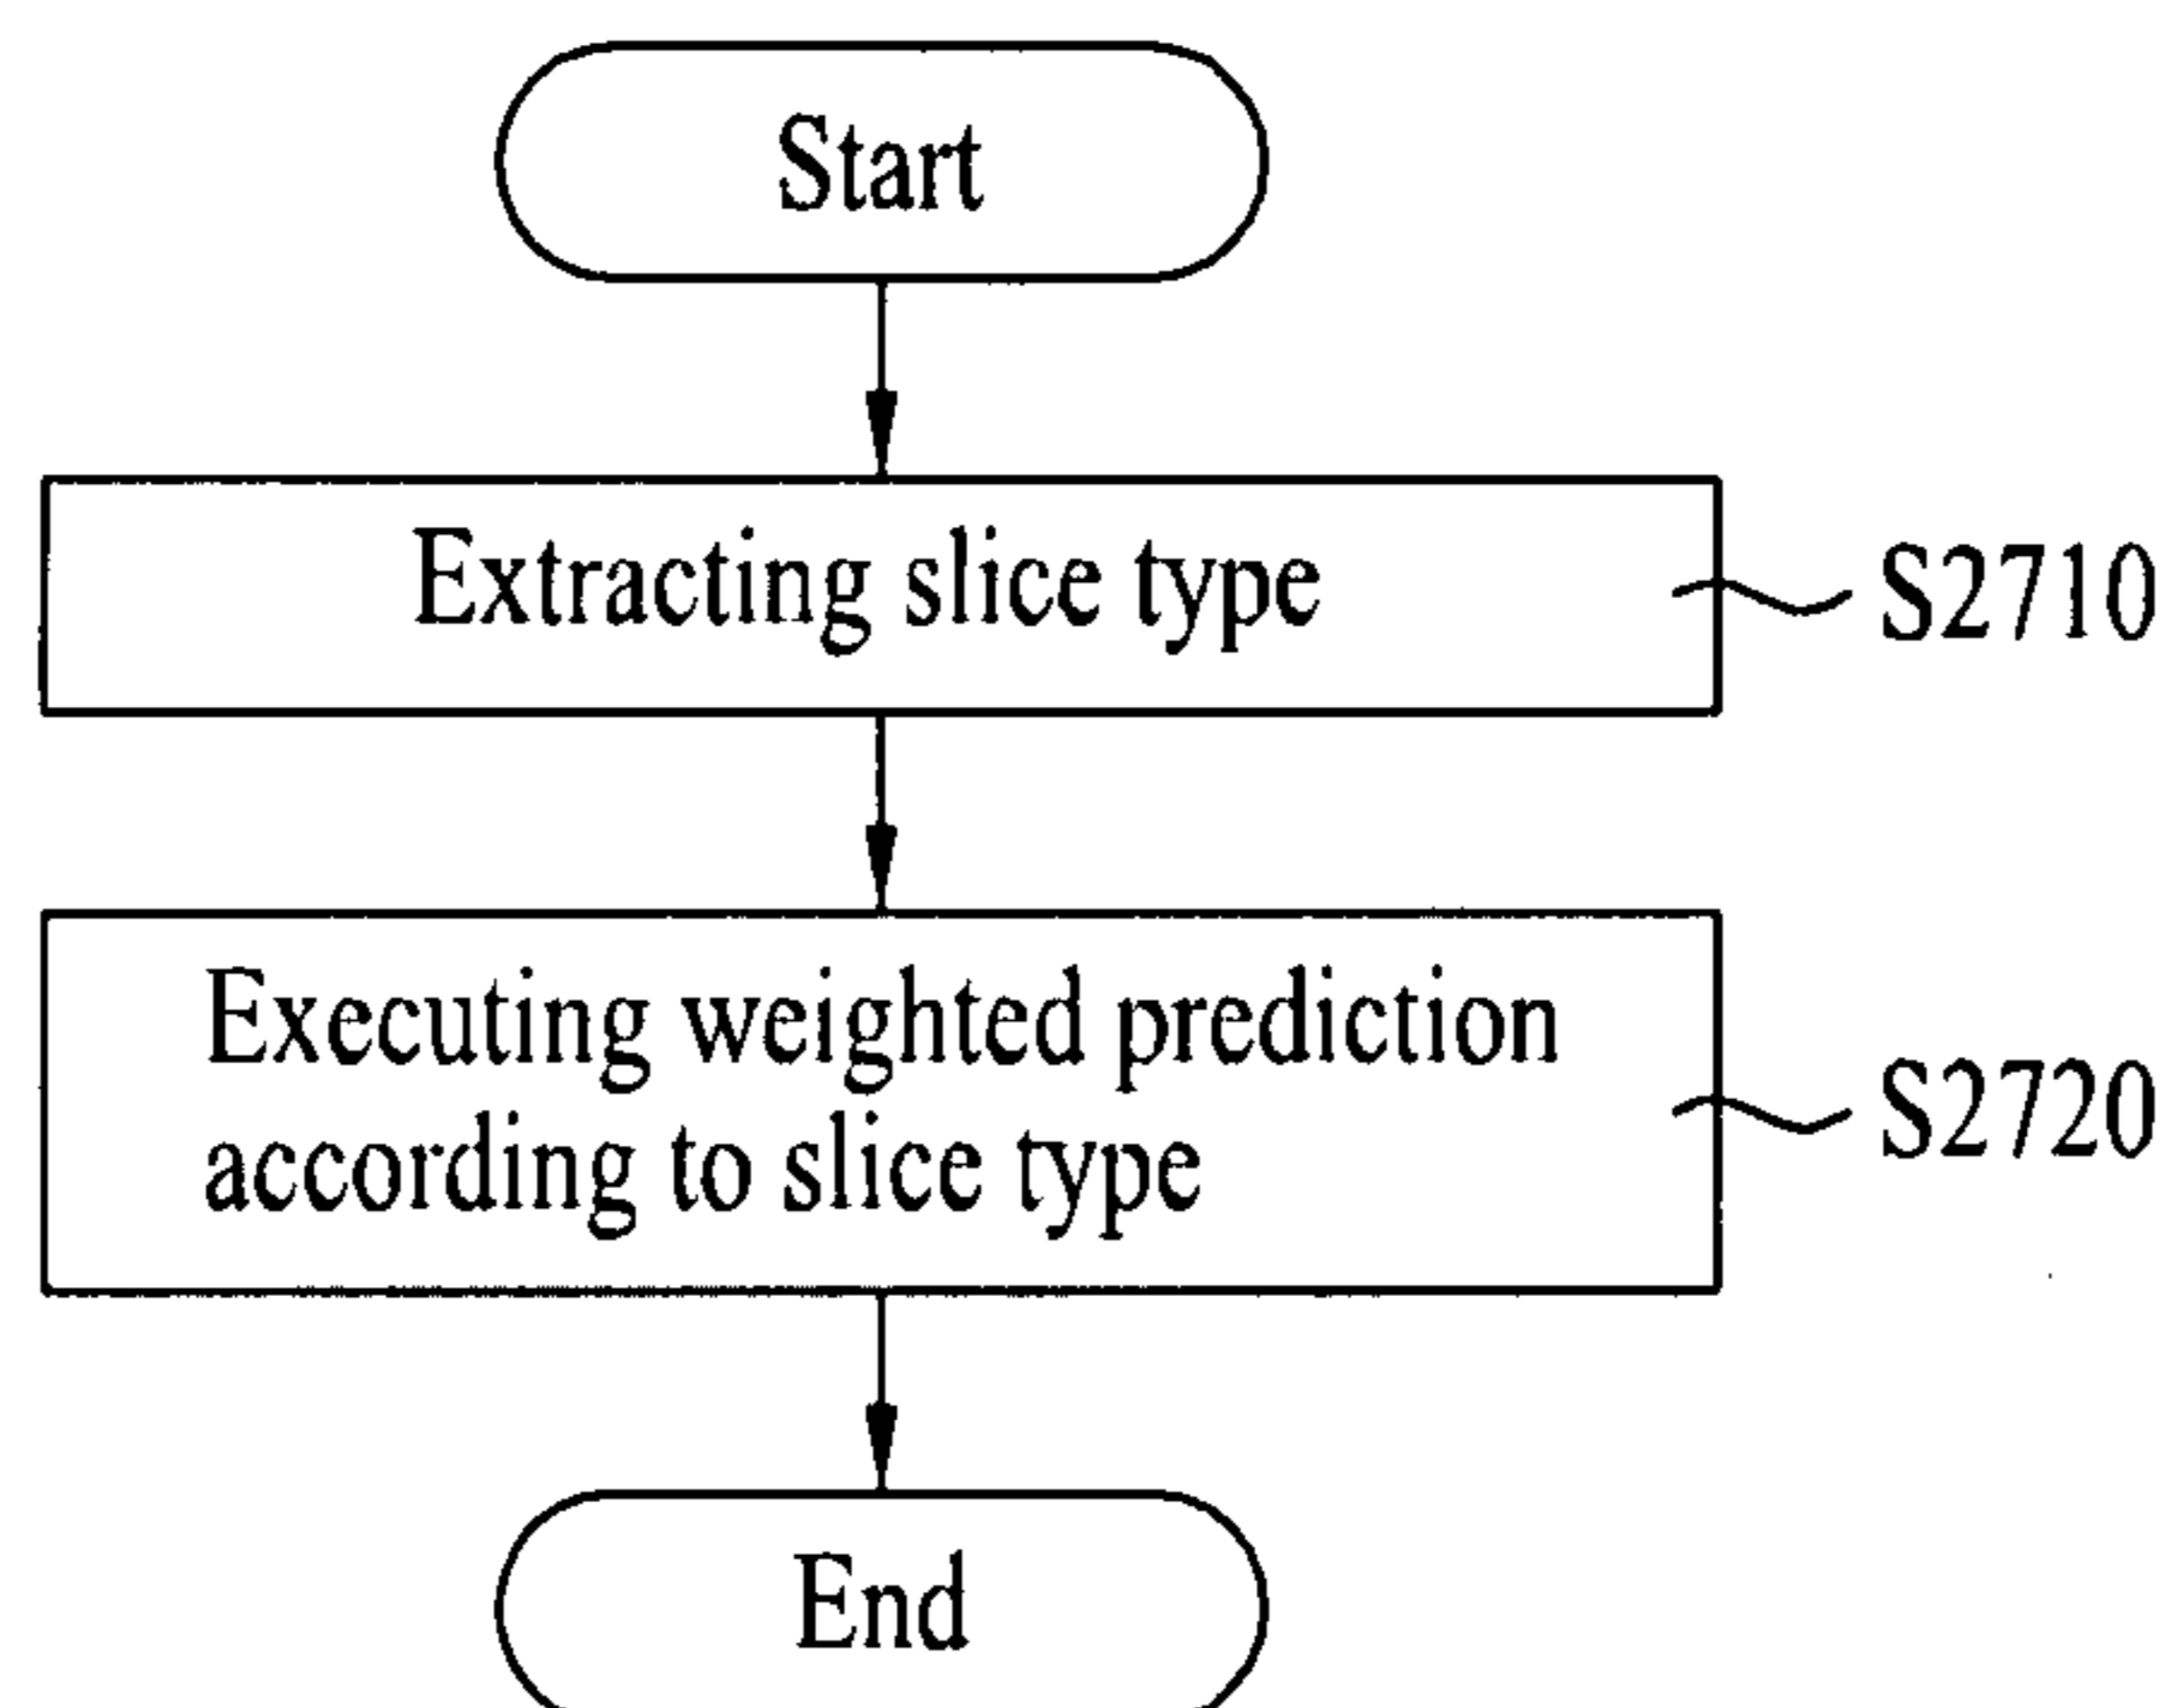 Start
Extracting slice type
S2710
Executing weighted prediction
according to slice type
S2720
End